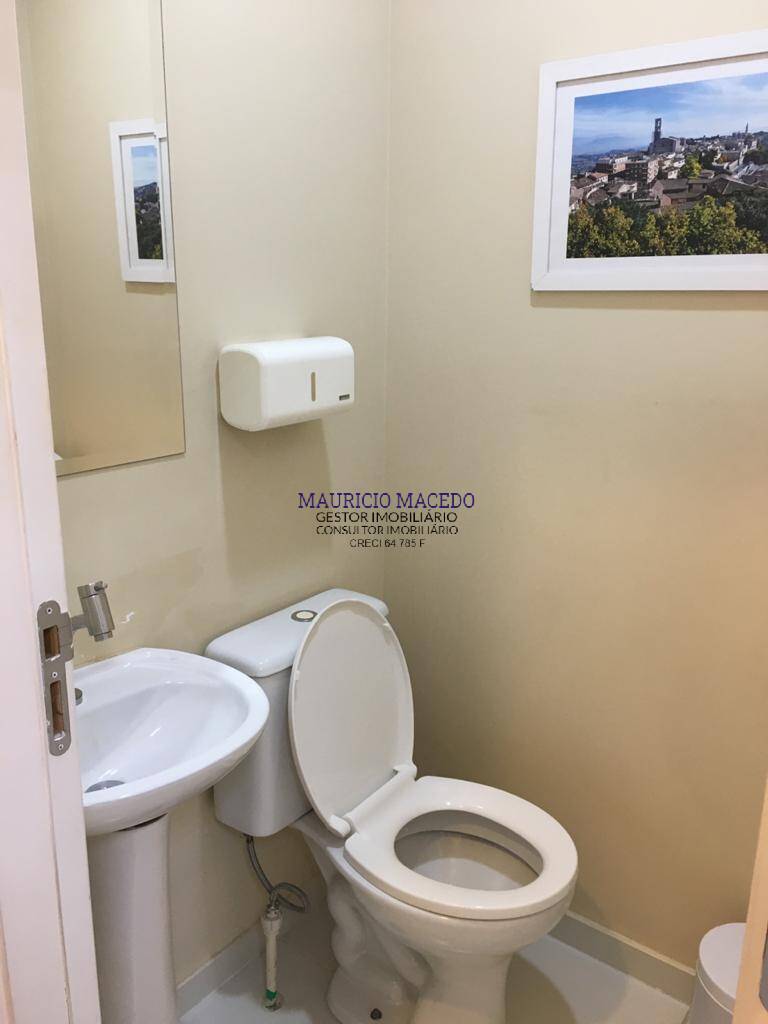 MAURICIO MACEDO
GESTOR IMOBILIÁRIO
CONSULTOR IMOBILIÁRIO
CRECI 64.785 F